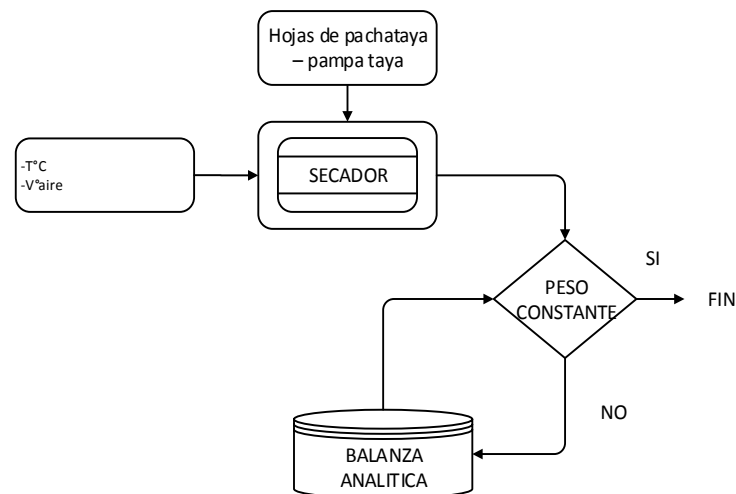 Hojas de pachataya
– pampa taya
-T°C
-V°aire
SECADOR
SI
PESO
CONSTANTE
FIN
NO
BALANZA
ANALITICA